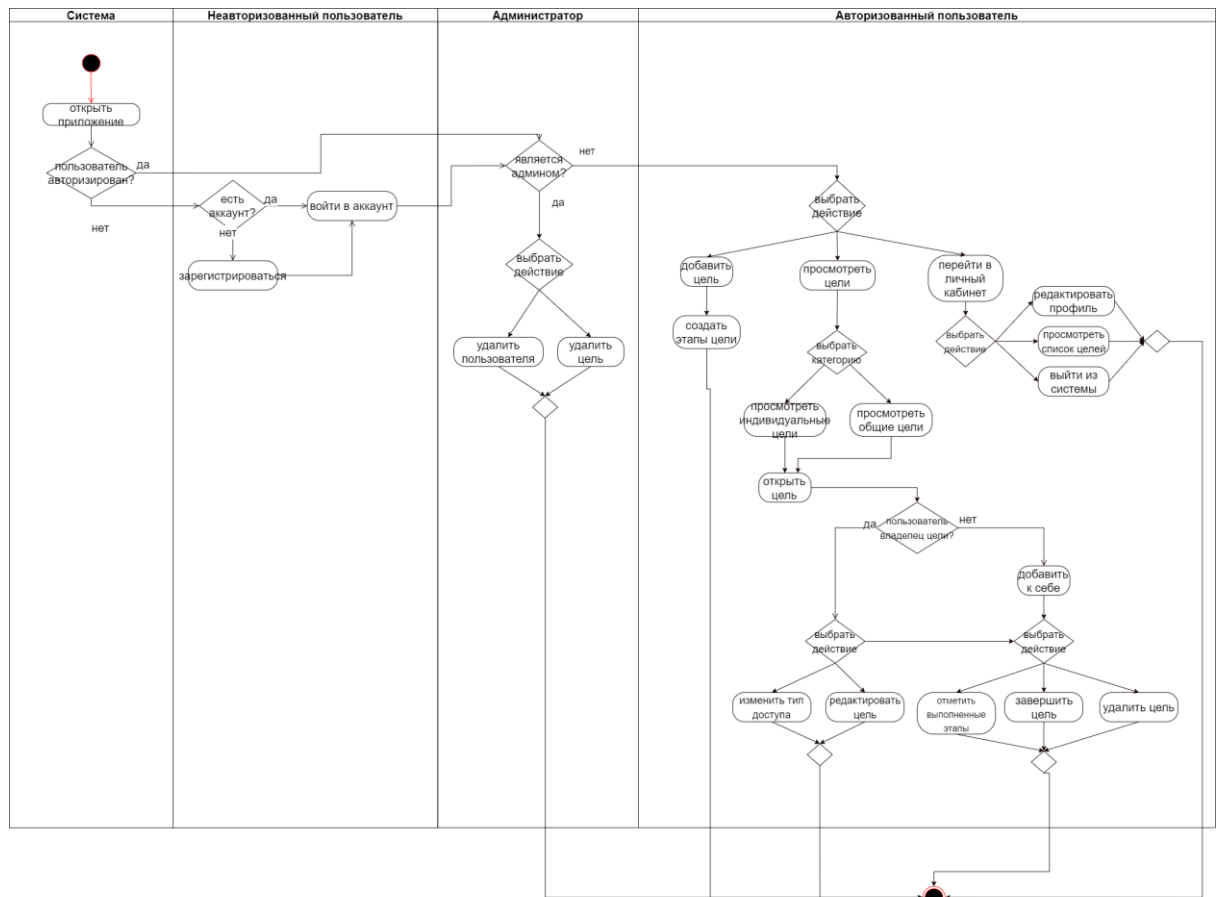 Система
Неавторизованный пользователь
Администратор
Авторизованный пользователь
открыть
приложение
пользователь
авторизирован?
да
нет
есть
аккаунт?
да
нет
войти в аккаунт
зарегистрироваться
является
админом?
нет
да
выбрать
действие
удалить
пользователя
удалить
цель
выбрать
действие
добавить
цель
просмотреть
цели
перейти в
личный
кабинет
создать
этапы цели
выбрать
категорию
выбрать
действие
редактировать
профиль
просмотреть
список целей
выйти из
системы
просмотреть
индивидуальные
цели
просмотреть
общие цели
открыть
цель
пользователь
владелец цели?
да
нет
добавить
к себе
выбрать
действие
выбрать
действие
изменить тип
доступа
редактировать
цель
отметить
выполненные
этапы
завершить
цель
удалить цель